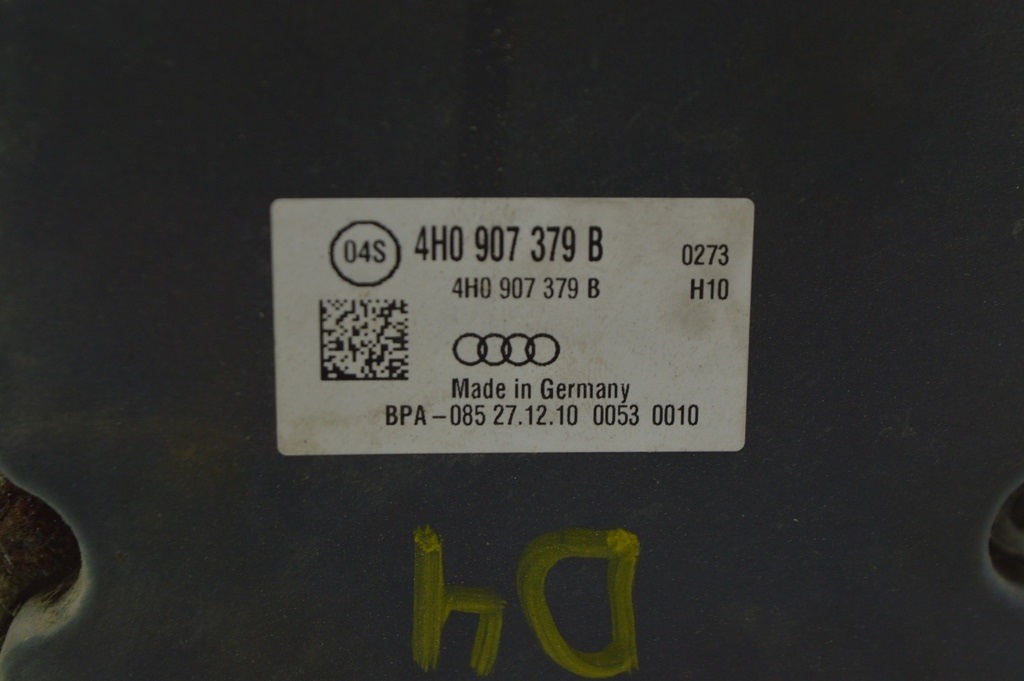 04S 4H0 907 379 B 0273
4H0 907 379 B H10
Made in Germany
BPA-085 27.12.10 0053 0010
D4